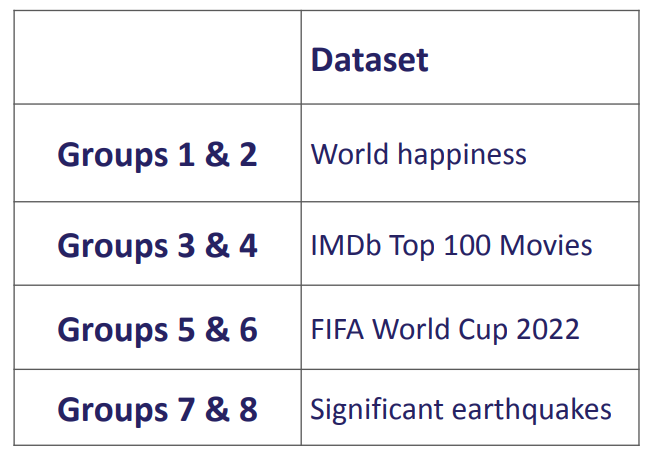 Dataset
Groups 1 & 2
World happiness
Groups 3 & 4
IMDb Top 100 Movies
Groups 5 & 6
FIFA World Cup 2022
Groups 7 & 8
Significant earthquakes